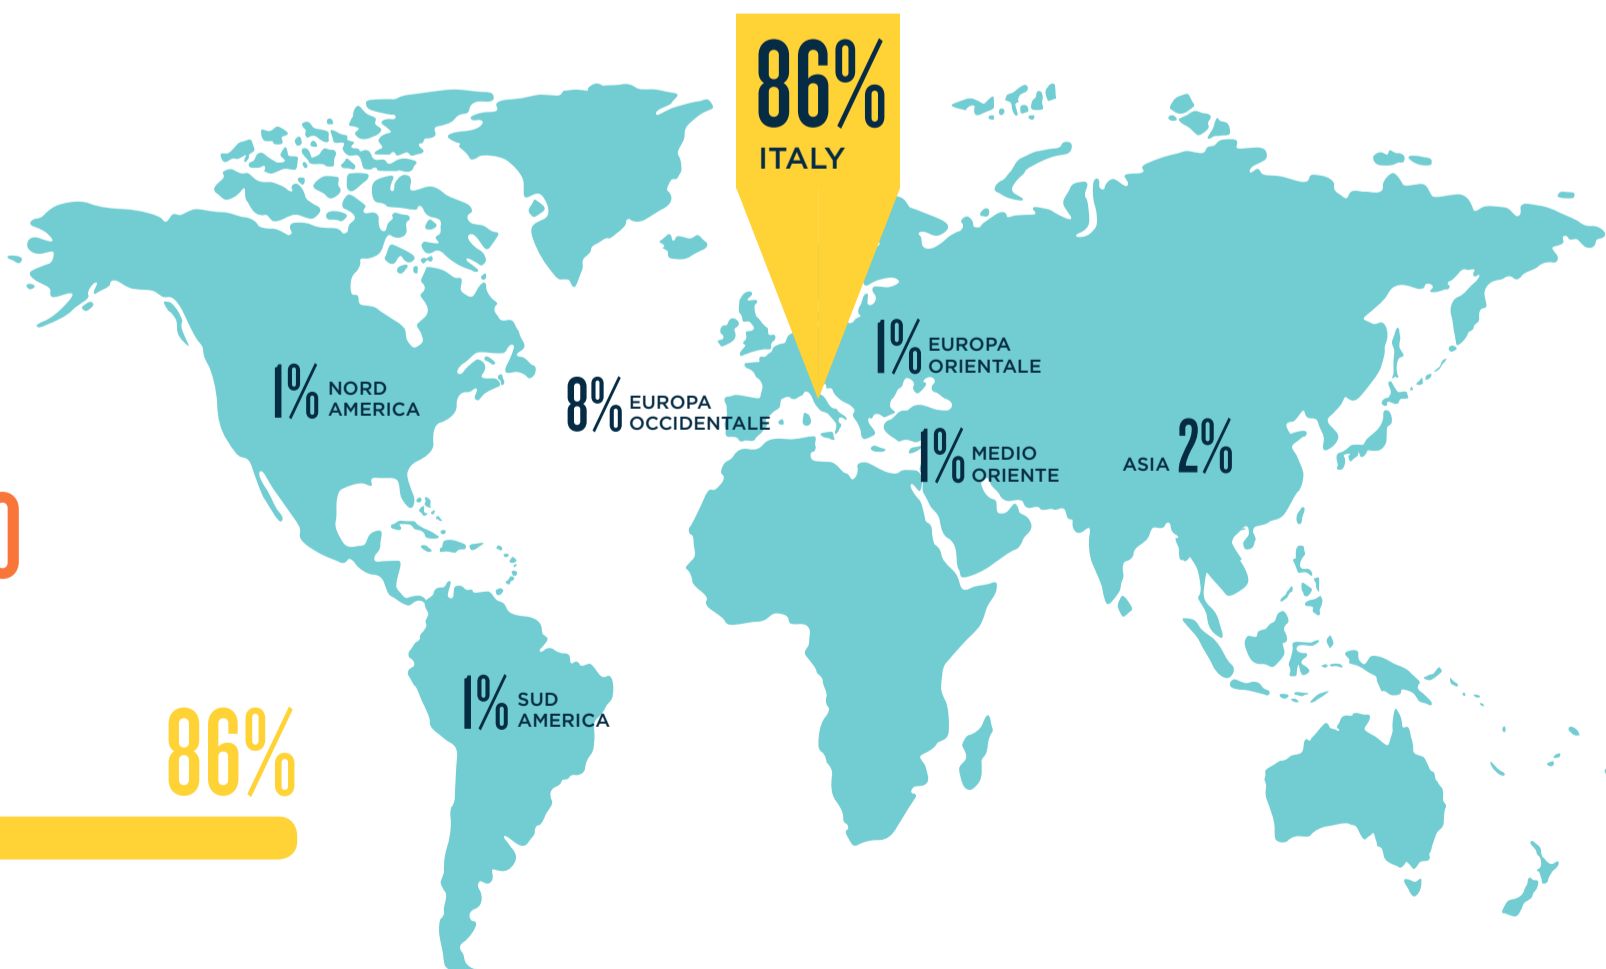 86%
ITALY
1% EUROPA
ORIENTALE
1% NORD
AMERICA
8% EUROPA
OCCIDENTALE
1% MEDIO
ORIENTE
ASIA 2%
1% SUD
AMERICA
86%